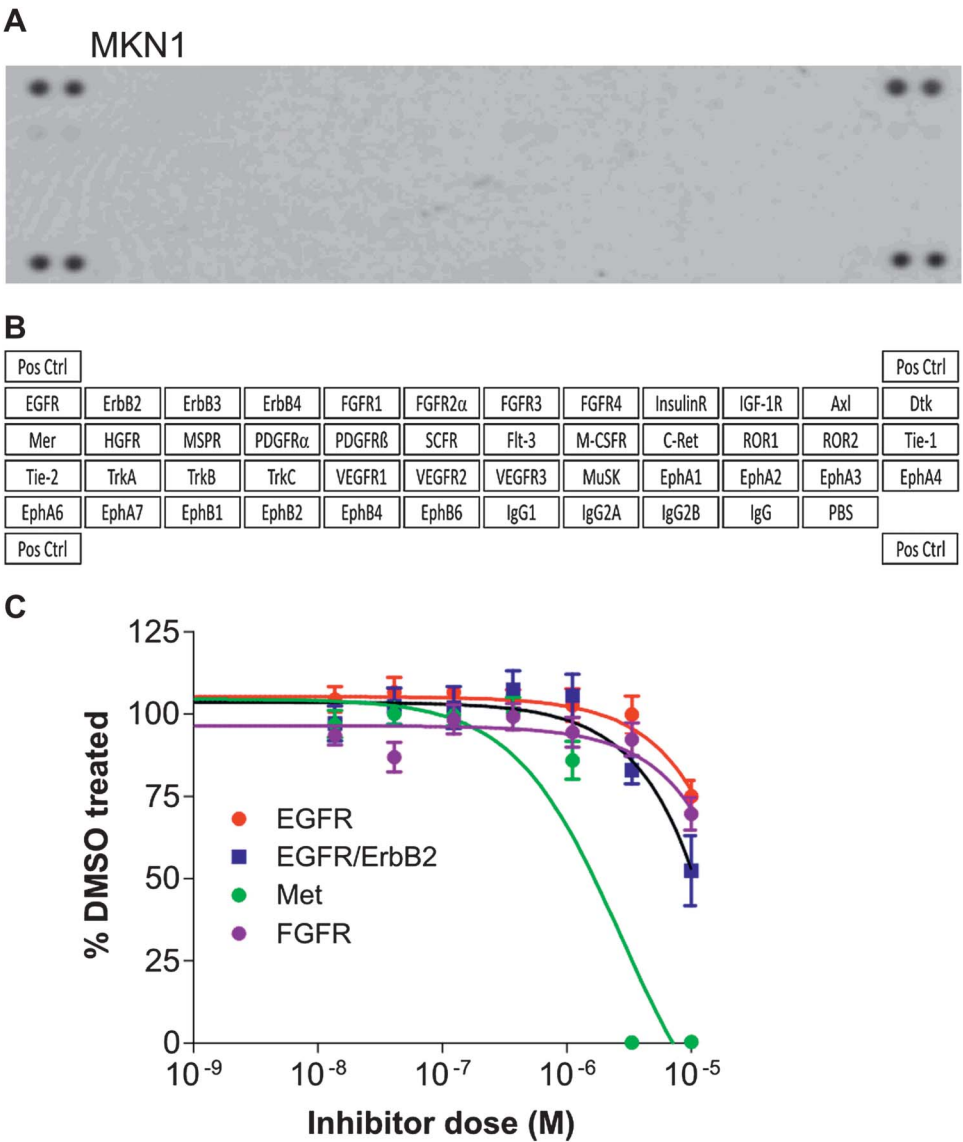 A
MKN1
B
Pos Ctrl Pos Ctrl
EGFR ErbB2 ErbB3 ErbB4 FGFR1 FGFR2α FGFR3 FGFR4 InsulinR IGF-1R Axl Dtk
Mer HGFR MSPR PDGFRα PDGFRß SCFR Flt-3 M-CSFR C-Ret ROR1 ROR2 Tie-1
Tie-2 TrkA TrkB TrkC VEGFR1 VEGFR2 VEGFR3 MuSK EphA1 EphA2 EphA3 EphA4
EphA6 EphA7 EphB1 EphB2 EphB4 EphB6 IgG1 IgG2A IgG2B IgG PBS
Pos Ctrl Pos Ctrl
C
125
100
75
50
25
0
% DMSO treated
EGFR
EGFR/ErbB2
Met
FGFR
10-9 10-8 10-7 10-6 10-5
Inhibitor dose (M)